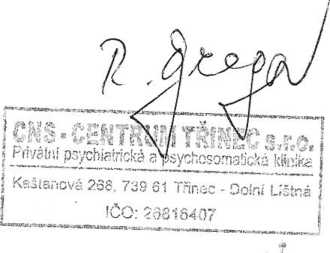 R. Grega
CNS - CENTRUM TŘINEC s.r.o.
Privátní psychiatrická a psychosomatická klinika
Kaštanová 268, 739 61 Třinec - Dolní Líštná
IČO: 26816407